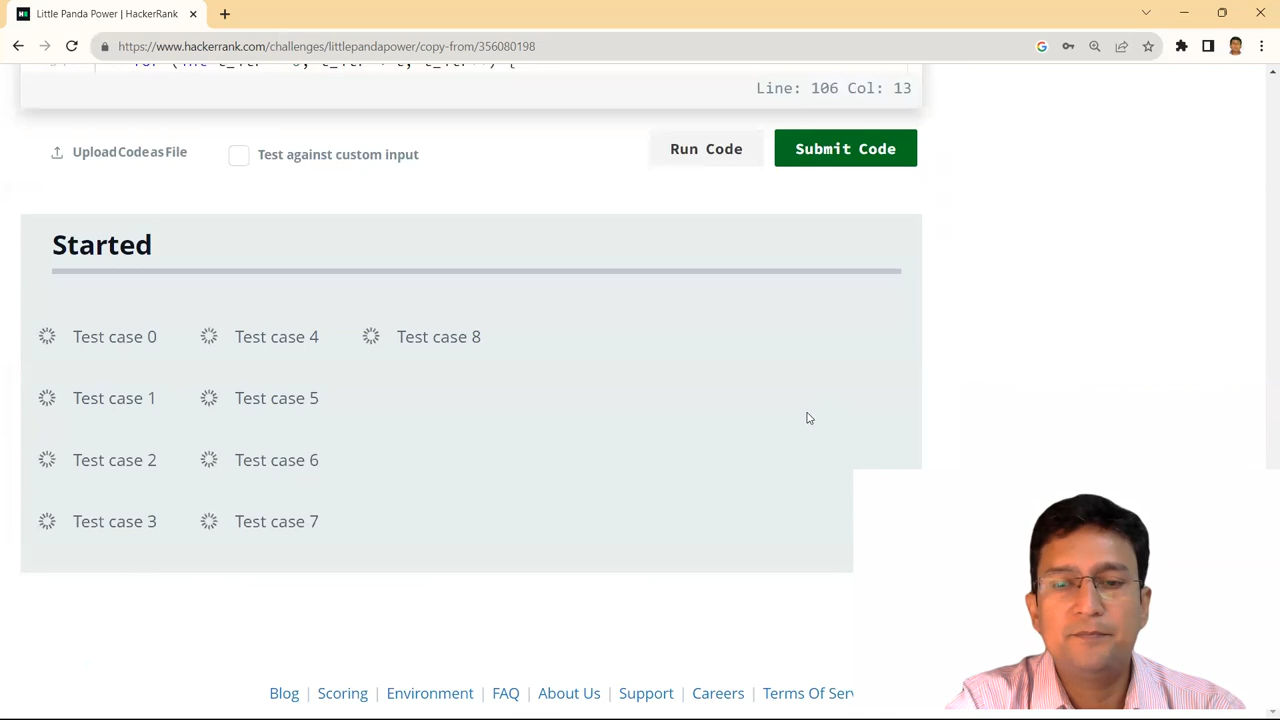 Little Panda Power | HackerRank
https://www.hackerrank.com/challenges/littlepandapower/copy-from/356080198
Line: 106 Col: 13
Upload Code as File
Test against custom input
Run Code
Submit Code
Started
Test case 0
Test case 4
Test case 8
Test case 1
Test case 5
Test case 2
Test case 6
Test case 3
Test case 7
Blog | Scoring | Environment | FAQ | About Us | Support | Careers | Terms Of Serv